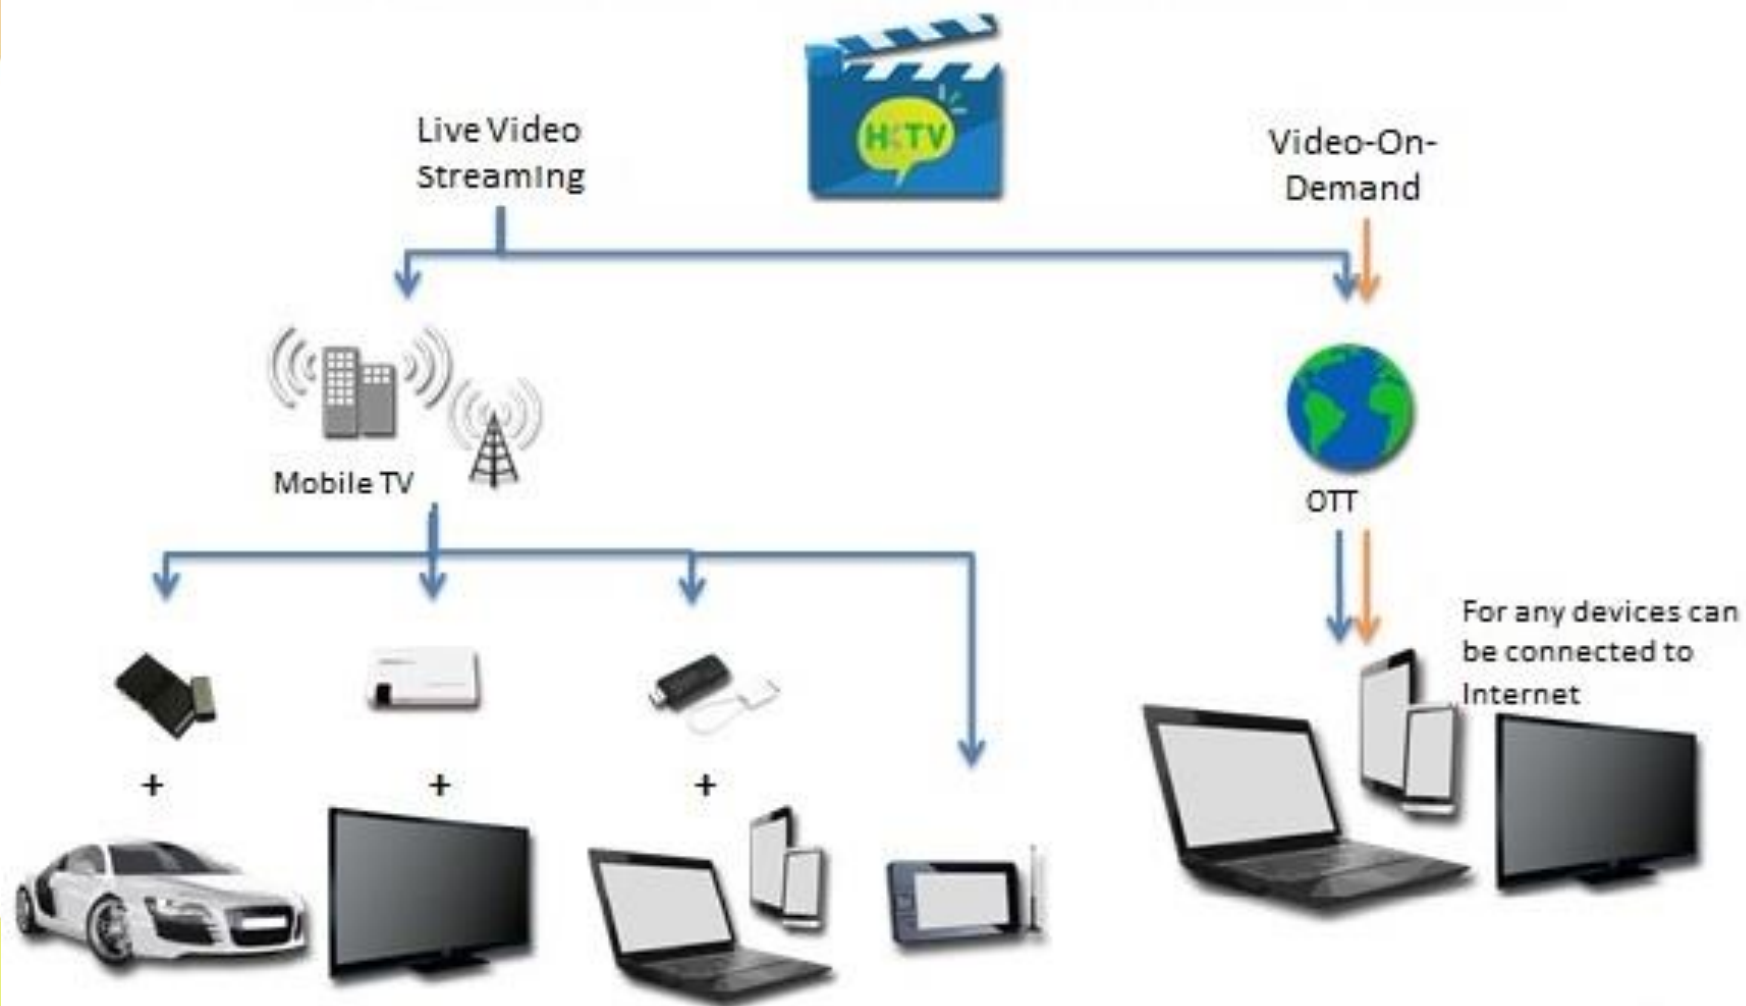 Live Video
Streaming
HKTV
Video-On-
Demand
Mobile TV
OTT
For any devices can
be connected to
Internet
+
+
+